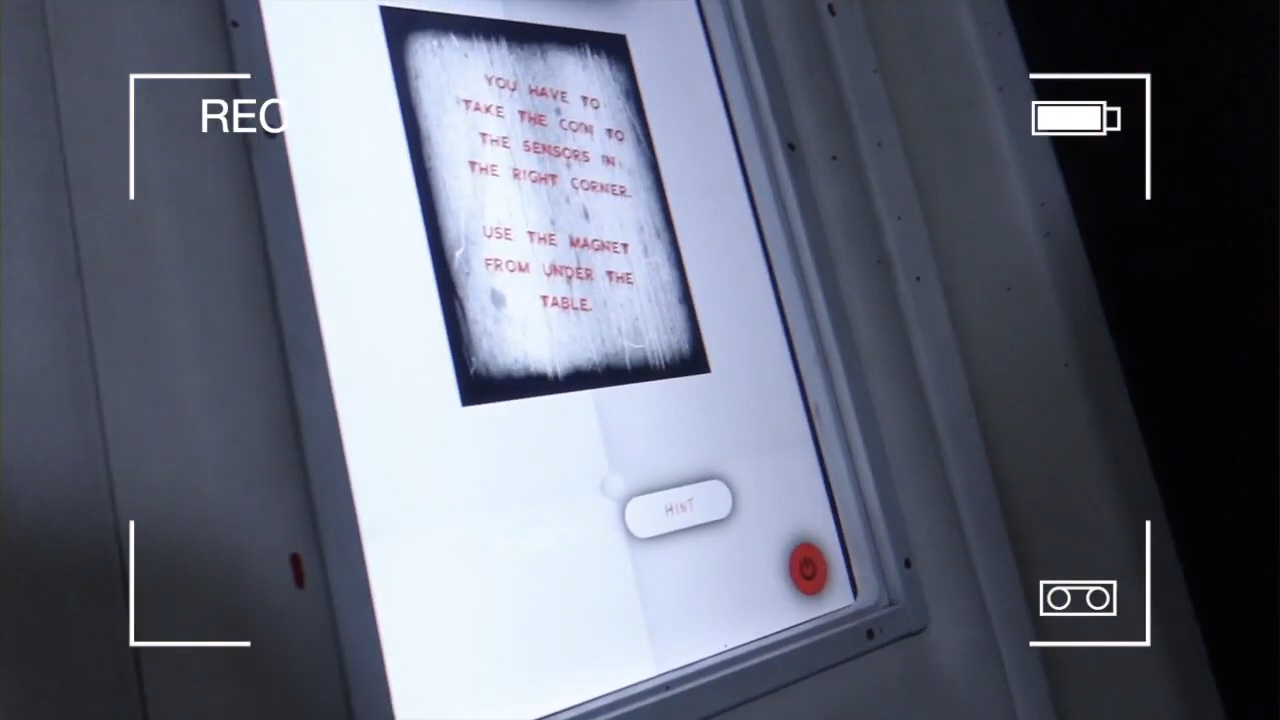 REC
YOU HAVE TO
TAKE THE COIN TO
THE SENSORS IN
THE RIGHT CORNER.
USE THE MAGNET
FROM UNDER THE
TABLE.
HINT